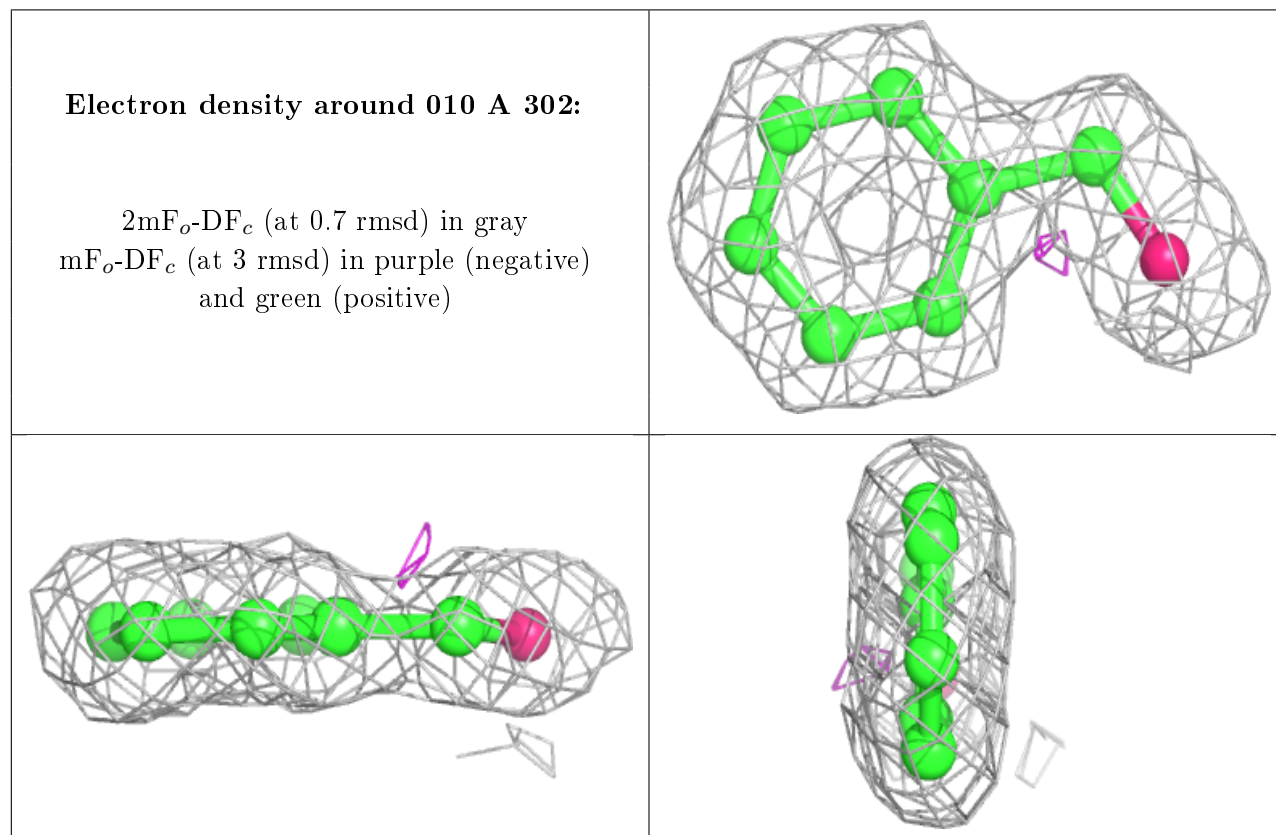 Electron density around 010 A 302:
2mFo-DFc (at 0.7 rmsd) in gray
mFo-DFc (at 3 rmsd) in purple (negative)
and green (positive)